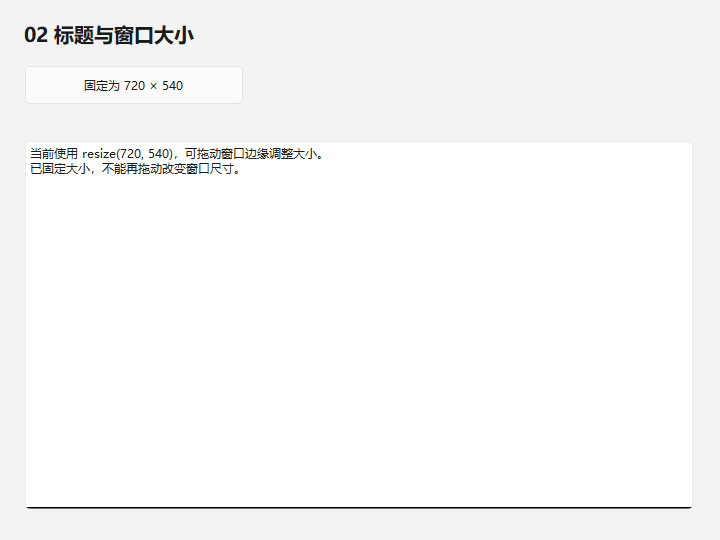 02 标题与窗口大小
固定为 720 × 540
当前使用 resize(720, 540)，可拖动窗口边缘调整大小。
已固定大小，不能再拖动改变窗口尺寸。